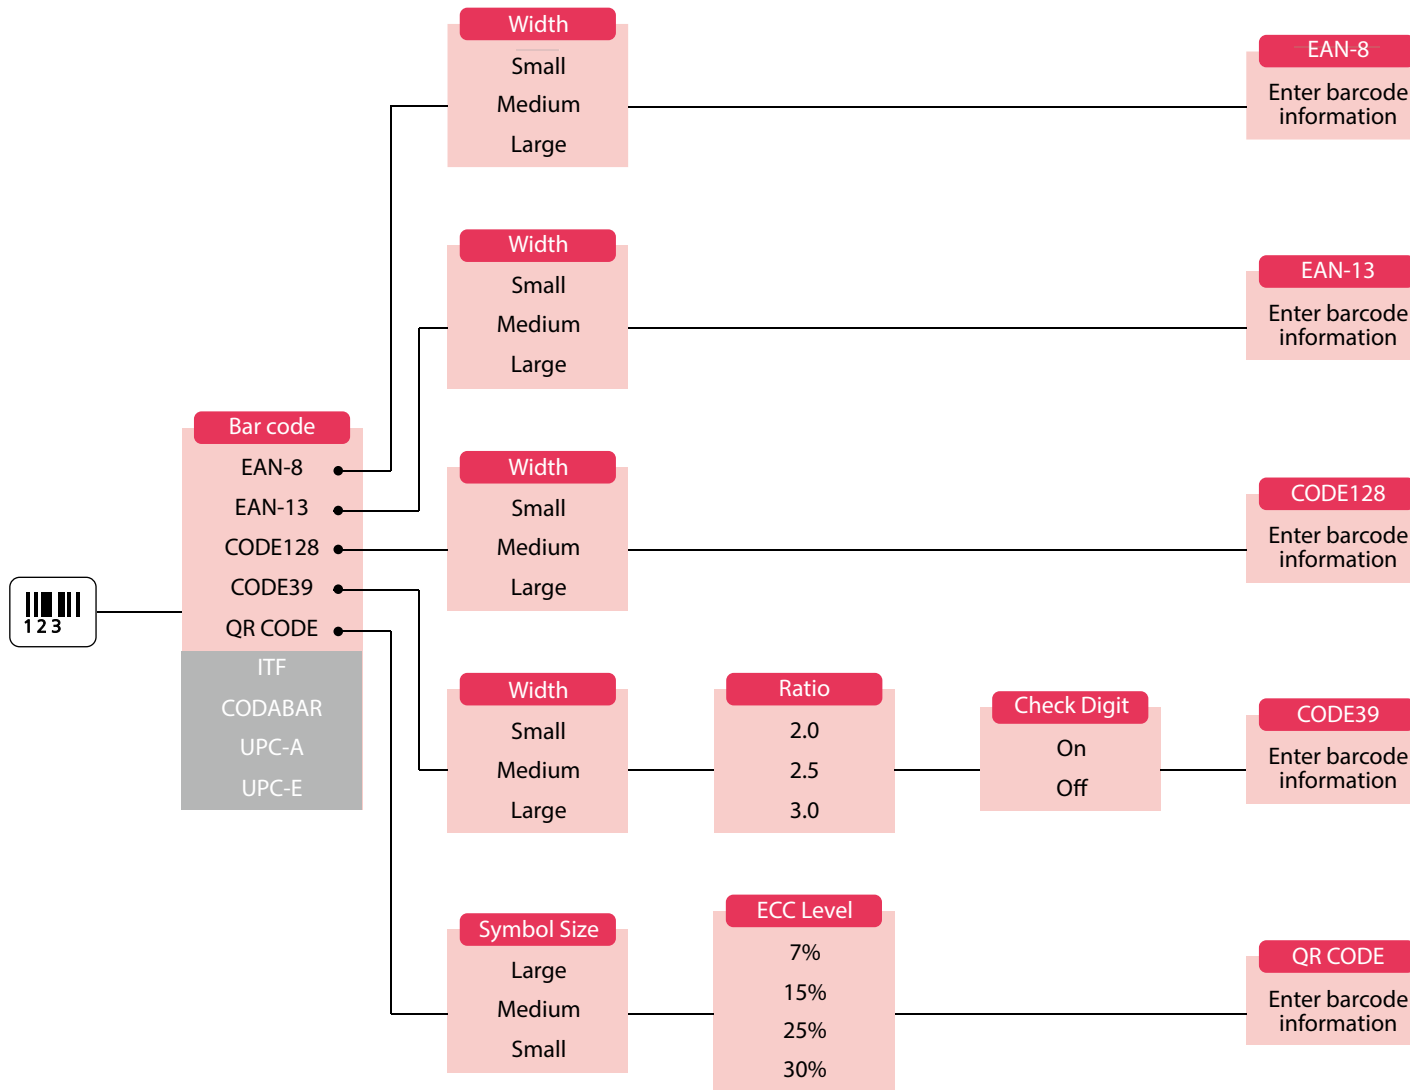 Width
Small
Medium
Large
EAN-8
Enter barcode
information
Width
Small
Medium
Large
EAN-13
Enter barcode
information
Bar code
EAN-8
EAN-13
CODE128
CODE39
QR CODE
ITF
CODABAR
UPC-A
UPC-E
123
Width
Small
Medium
Large
CODE128
Enter barcode
information
Width
Small
Medium
Large
Ratio
2.0
2.5
3.0
Check Digit
On
Off
CODE39
Enter barcode
information
Symbol Size
Large
Medium
Small
ECC Level
7%
15%
25%
30%
QR CODE
Enter barcode
information